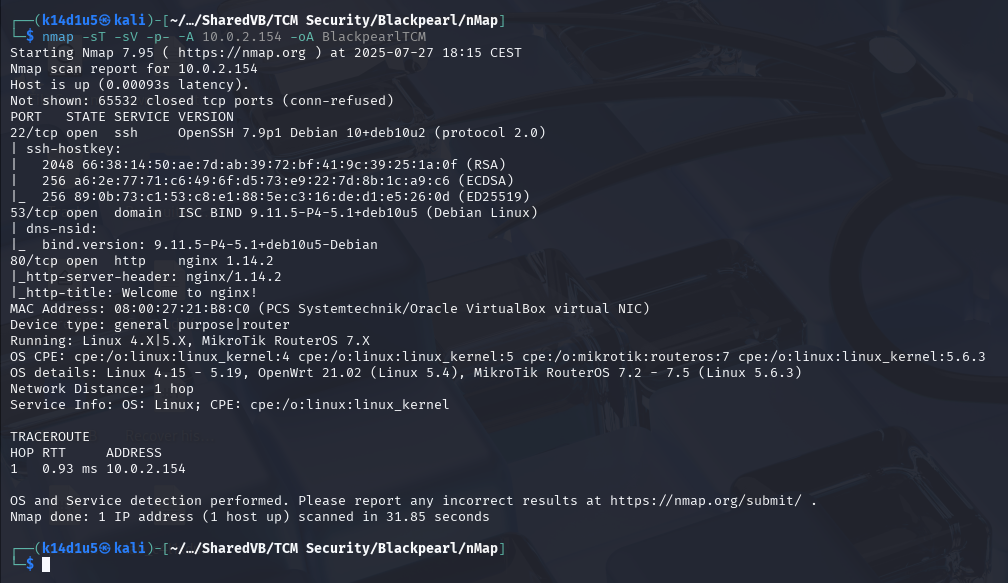 ┌──(k14d1u5㉿kali)-[~/…/SharedVB/TCM Security/Blackpearl/nMap]
└─$ nmap -sT -sV -p- -A 10.0.2.154 -oA BlackpearlTCM
Starting Nmap 7.95 ( https://nmap.org ) at 2025-07-27 18:15 CEST
Nmap scan report for 10.0.2.154
Host is up (0.00093s latency).
Not shown: 65532 closed tcp ports (conn-refused)
PORT   STATE SERVICE VERSION
22/tcp open  ssh     OpenSSH 7.9p1 Debian 10+deb10u2 (protocol 2.0)
| ssh-hostkey:
|   2048 66:38:14:50:ae:7d:ab:39:72:bf:41:9c:39:25:1a:0f (RSA)
|   256 a6:2e:77:71:c6:49:6f:d5:73:e9:22:7d:8b:1c:a9:c6 (ECDSA)
|_  256 89:0b:73:c1:53:c8:e1:88:5e:c3:16:de:d1:e5:26:0d (ED25519)
53/tcp open  domain  ISC BIND 9.11.5-P4-5.1+deb10u5 (Debian Linux)
| dns-nsid:
|_  bind.version: 9.11.5-P4-5.1+deb10u5-Debian
80/tcp open  http    nginx 1.14.2
|_http-server-header: nginx/1.14.2
|_http-title: Welcome to nginx!
MAC Address: 08:00:27:21:B8:C0 (PCS Systemtechnik/Oracle VirtualBox virtual NIC)
Device type: general purpose|router
Running: Linux 4.X|5.X, MikroTik RouterOS 7.X
OS CPE: cpe:/o:linux:linux_kernel:4 cpe:/o:linux:linux_kernel:5 cpe:/o:mikrotik:routeros:7 cpe:/o:linux:linux_kernel:5.6.3
OS details: Linux 4.15 - 5.19, OpenWrt 21.02 (Linux 5.4), MikroTik RouterOS 7.2 - 7.5 (Linux 5.6.3)
Network Distance: 1 hop
Service Info: OS: Linux; CPE: cpe:/o:linux:linux_kernel
TRACEROUTE
HOP RTT     ADDRESS
1   0.93 ms 10.0.2.154
OS and Service detection performed. Please report any incorrect results at https://nmap.org/submit/ .
Nmap done: 1 IP address (1 host up) scanned in 31.85 seconds
┌──(k14d1u5㉿kali)-[~/…/SharedVB/TCM Security/Blackpearl/nMap]
└─$